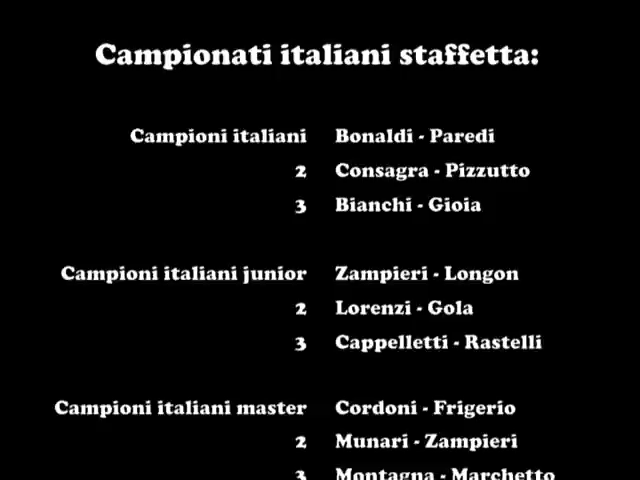 Campionati italiani staffetta:
Campioni italiani Bonaldi - Paredi
2 Consagra - Pizzutto
3 Bianchi - Gioia
Campioni italiani junior Zampieri - Longon
2 Lorenzi - Gola
3 Cappelletti - Rastelli
Campioni italiani master Cordoni - Frigerio
2 Munari - Zampieri
3 Montagna - Marchetto